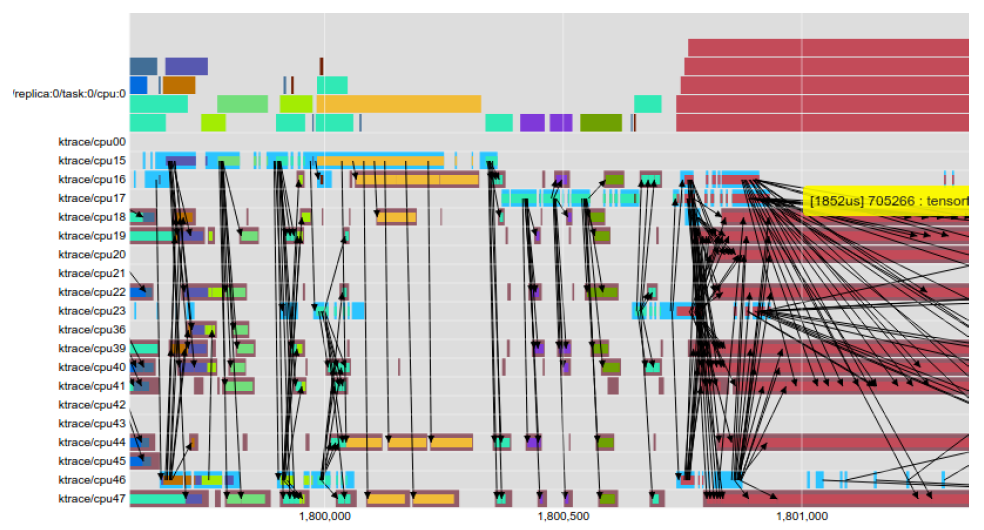 /replica:0/task:0/cpu:0
ktrace/cpu00
ktrace/cpu15
ktrace/cpu16
ktrace/cpu17
[1852us] 705266 : tensorf
ktrace/cpu18
ktrace/cpu19
ktrace/cpu20
ktrace/cpu21
ktrace/cpu22
ktrace/cpu23
ktrace/cpu36
ktrace/cpu39
ktrace/cpu40
ktrace/cpu41
ktrace/cpu42
ktrace/cpu43
ktrace/cpu44
ktrace/cpu45
ktrace/cpu46
ktrace/cpu47
1,800,000 1,800,500 1,801,000